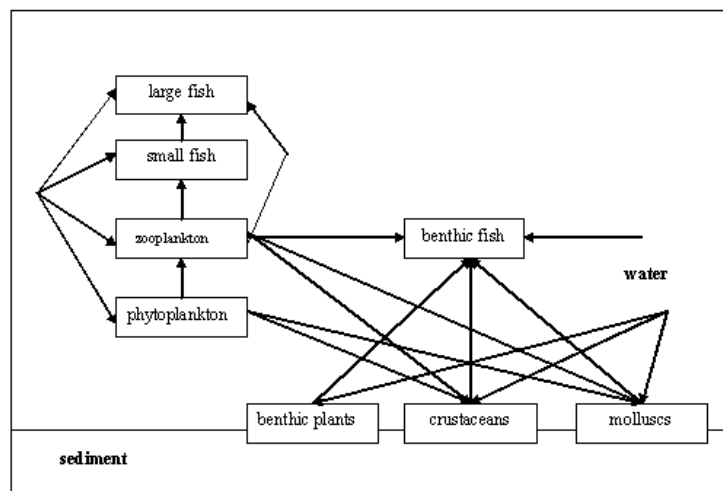 large fish
small fish
zooplankton
benthic fish
water
phytoplankton
benthic plants
crustaceans
molluscs
sediment